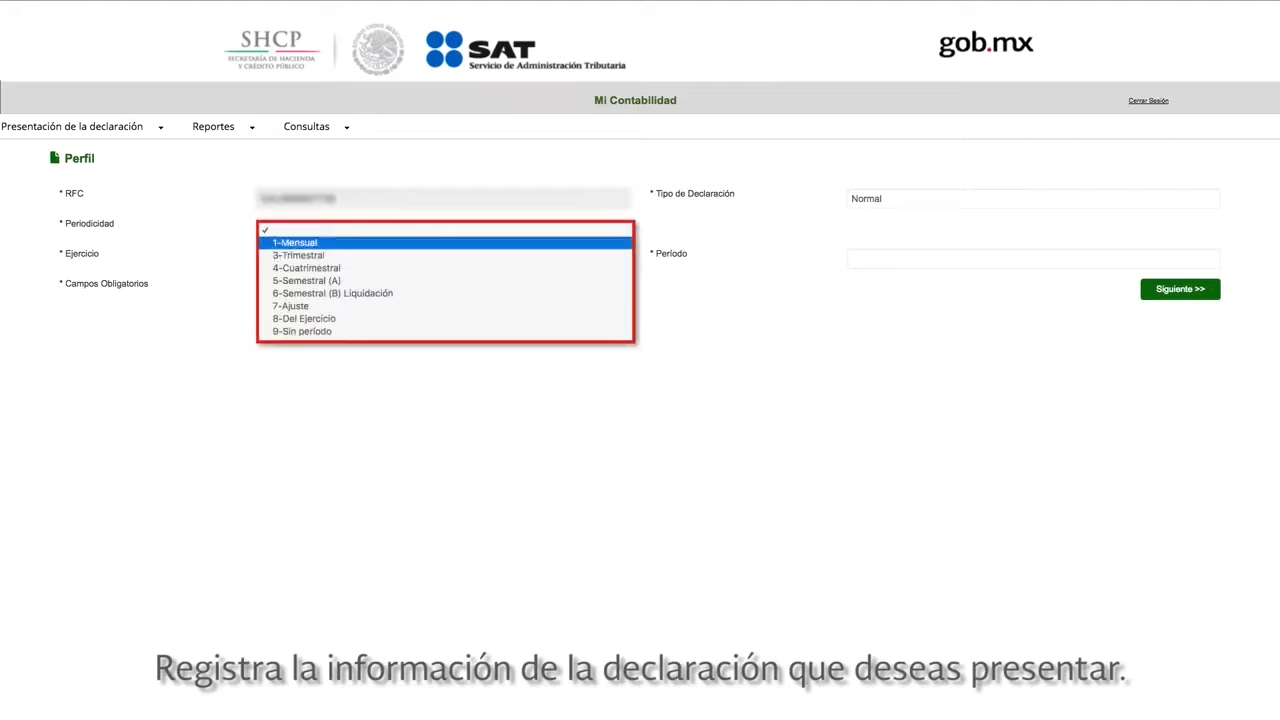 SHCP
SECRETARÍA DE HACIENDA
Y CRÉDITO PÚBLICO
SAT
Servicio de Administración Tributaria
gob.mx
Mi Contabilidad
Cerrar Sesión
Presentación de la declaración
Reportes
Consultas
Perfil
* RFC
* Tipo de Declaración
Normal
* Periodicidad
✓
1-Mensual
3-Trimestral
4-Cuatrimestral
5-Semestral (A)
6-Semestral (B) Liquidación
7-Ajuste
8-Del Ejercicio
9-Sin período
* Ejercicio
* Período
* Campos Obligatorios
Siguiente >>
Registra la información de la declaración que deseas presentar.